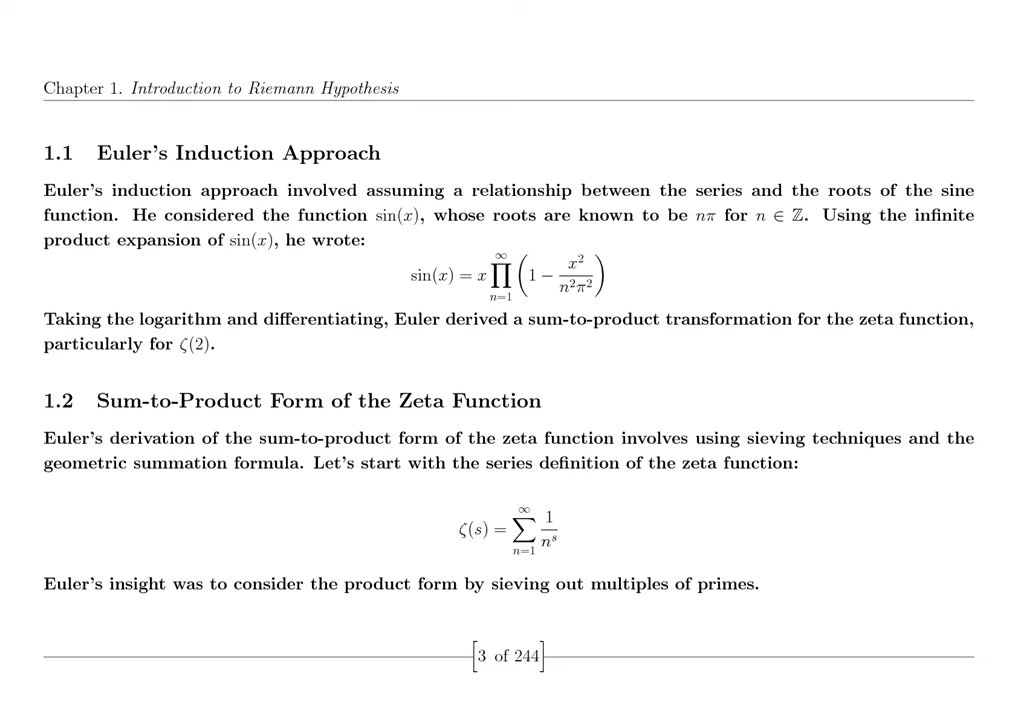 Chapter 1. Introduction to Riemann Hypothesis
1.1 Euler's Induction Approach
Euler's induction approach involved assuming a relationship between the series and the roots of the sine
function. He considered the function sin(x), whose roots are known to be nπ for n ∈ ℤ. Using the infinite
product expansion of sin(x), he wrote:
sin(x) = x ∏_{n=1}^{∞} (1 − x²/(n²π²))
Taking the logarithm and differentiating, Euler derived a sum-to-product transformation for the zeta function,
particularly for ζ(2).
1.2 Sum-to-Product Form of the Zeta Function
Euler's derivation of the sum-to-product form of the zeta function involves using sieving techniques and the
geometric summation formula. Let's start with the series definition of the zeta function:
ζ(s) = ∑_{n=1}^{∞} 1/n^s
Euler's insight was to consider the product form by sieving out multiples of primes.
[3 of 244]